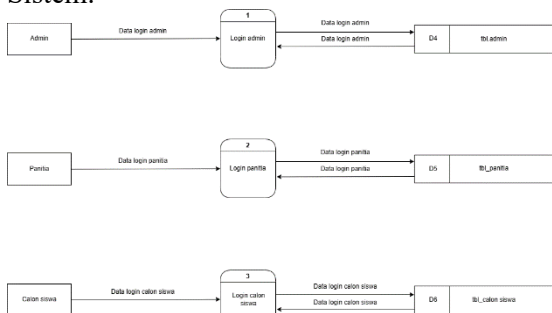 Sistem.
1
Admin
Data login admin
Login admin
Data login admin
Data login admin
D4
tbl.admin
2
Panitia
Data login panitia
Login panitia
Data login panitia
Data login panitia
D5
tbl_panitia
3
Calon siswa
Data login calon siswa
Login calon
siswa
Data login calon siswa
Data login calon siswa
D6
tbl_calon siswa